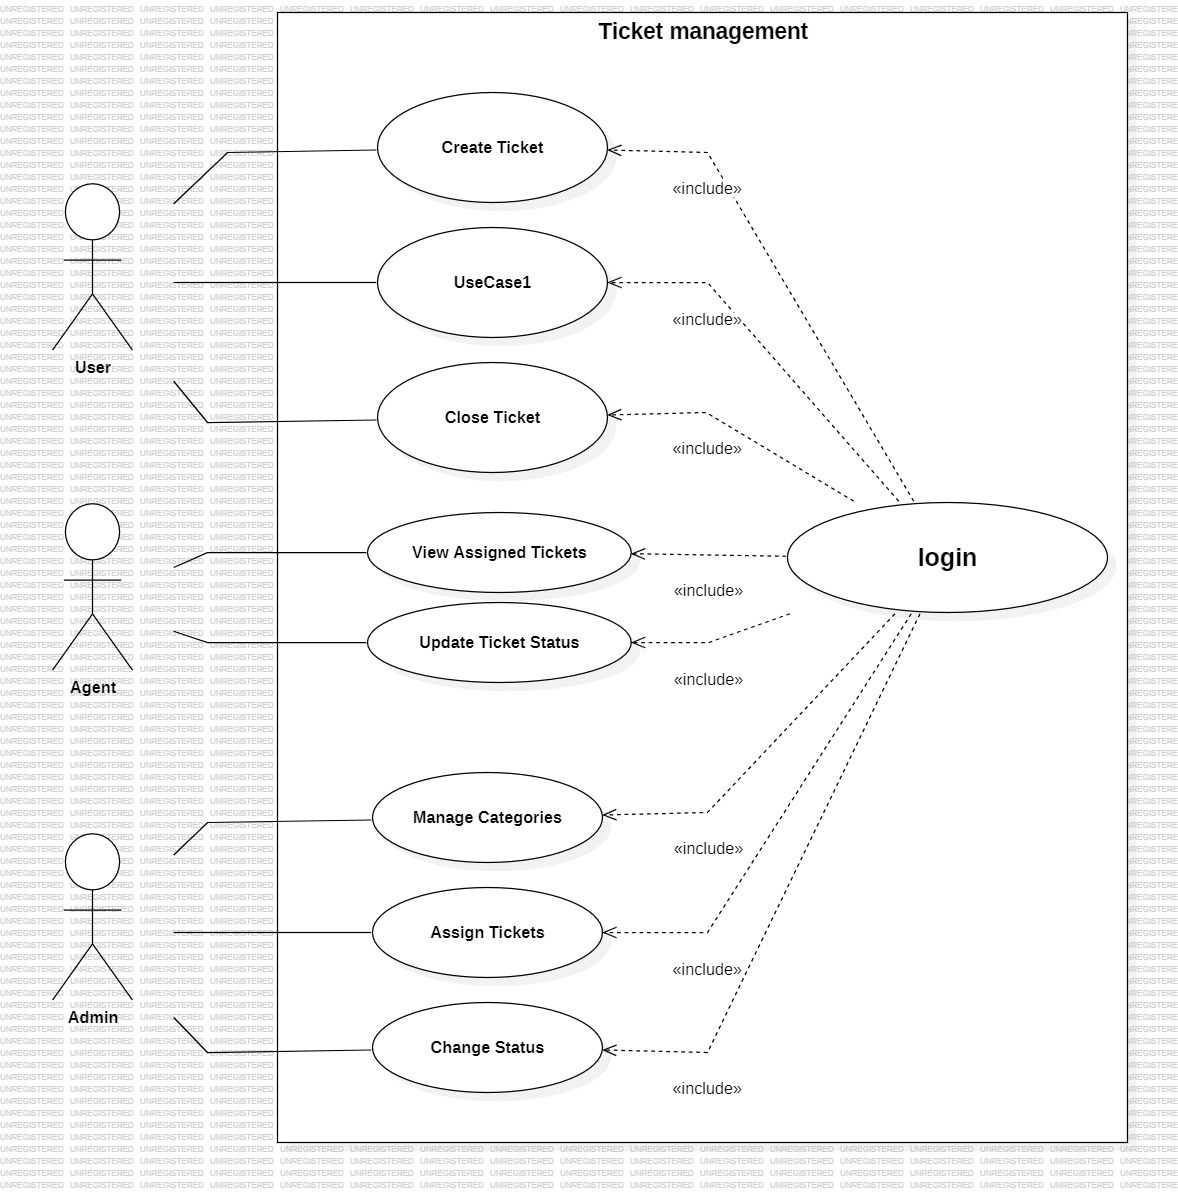 Ticket management
Create Ticket
«include»
UseCase1
«include»
User
Close Ticket
«include»
View Assigned Tickets
login
«include»
Update Ticket Status
«include»
Agent
Manage Categories
«include»
Assign Tickets
«include»
Admin
Change Status
«include»
UNREGISTERED